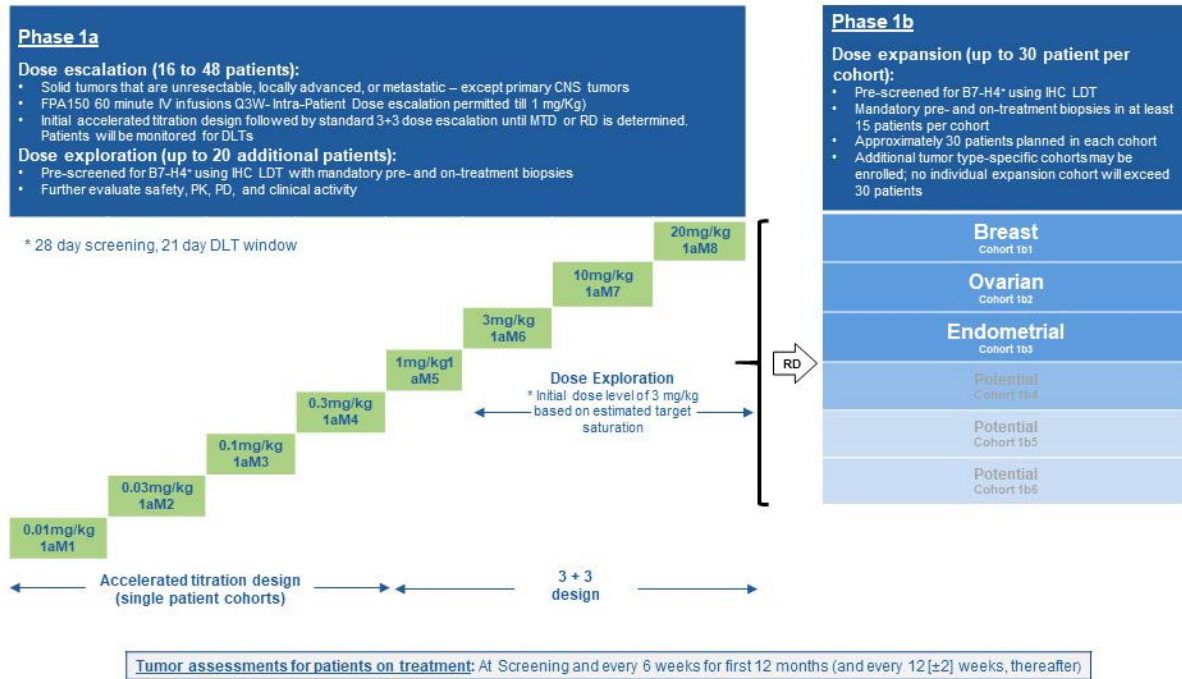 Phase 1a
Dose escalation (16 to 48 patients):
• Solid tumors that are unresectable, locally advanced, or metastatic – except primary CNS tumors
• FPA150 60 minute IV infusions Q3W- Intra-Patient Dose escalation permitted till 1 mg/Kg)
• Initial accelerated titration design followed by standard 3+3 dose escalation until MTD or RD is determined.
Patients will be monitored for DLTs
Dose exploration (up to 20 additional patients):
• Pre-screened for B7-H4⁺ using IHC LDT with mandatory pre- and on-treatment biopsies
• Further evaluate safety, PK, PD, and clinical activity
Phase 1b
Dose expansion (up to 30 patient per
cohort):
• Pre-screened for B7-H4⁺ using IHC LDT
• Mandatory pre- and on-treatment biopsies in at least
15 patients per cohort
• Approximately 30 patients planned in each cohort
• Additional tumor type-specific cohorts may be
enrolled; no individual expansion cohort will exceed
30 patients
* 28 day screening, 21 day DLT window
20mg/kg
1aM8
10mg/kg
1aM7
3mg/kg
1aM6
1mg/kg1
aM5
0.3mg/kg
1aM4
0.1mg/kg
1aM3
0.03mg/kg
1aM2
0.01mg/kg
1aM1
Dose Exploration
* Initial dose level of 3 mg/kg
based on estimated target
saturation
RD
Breast
Cohort 1b1
Ovarian
Cohort 1b2
Endometrial
Cohort 1b3
Potential
Cohort 1b4
Potential
Cohort 1b5
Potential
Cohort 1b6
Accelerated titration design
(single patient cohorts)
3 + 3
design
Tumor assessments for patients on treatment: At Screening and every 6 weeks for first 12 months (and every 12 [±2] weeks, thereafter)